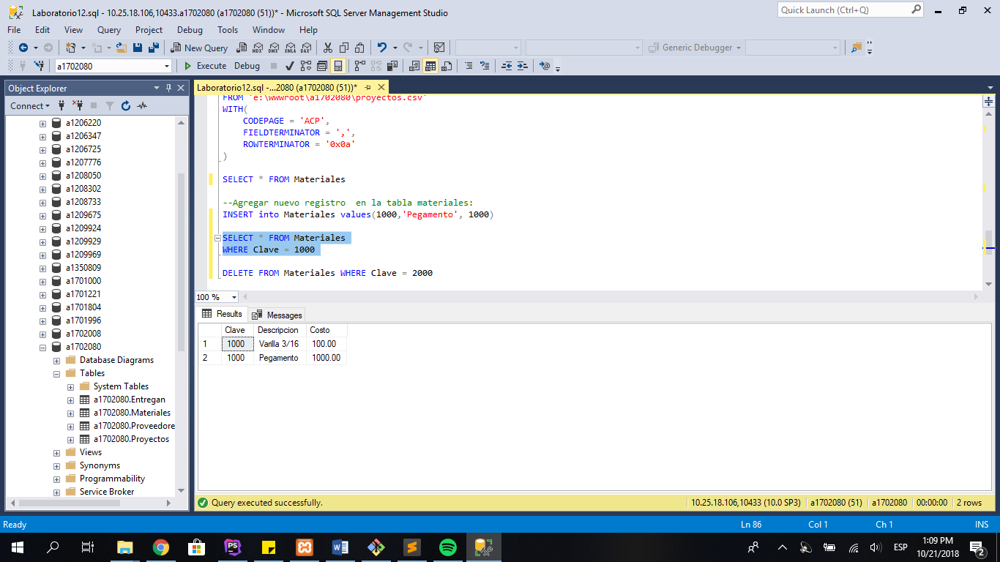 Laboratorio12.sql - 10.25.18.106,10433.a1702080 (a1702080 (51))* - Microsoft SQL Server Management Studio
Quick Launch (Ctrl+Q)
File Edit View Query Project Debug Tools Window Help
New Query
MDX DMX XMLA DAX
Generic Debugger
a1702080
Execute Debug
Object Explorer
Connect
a1206220
a1206347
a1206725
a1207776
a1208050
a1208302
a1208733
a1209675
a1209924
a1209929
a1209969
a1350809
a1701000
a1701221
a1701804
a1701996
a1702008
a1702080
Database Diagrams
Tables
System Tables
a1702080.Entregan
a1702080.Materiales
a1702080.Proveedore
a1702080.Proyectos
Views
Synonyms
Programmability
Service Broker
Laboratorio12.sql -...2080 (a1702080 (51))*
FROM 'e:\wwwroot\a1702080\proyectos.csv'
WITH(
CODEPAGE = 'ACP',
FIELDTERMINATOR = ',',
ROWTERMINATOR = '0x0a'
)
SELECT * FROM Materiales
--Agregar nuevo registro  en la tabla materiales:
INSERT into Materiales values(1000,'Pegamento', 1000)
SELECT * FROM Materiales
WHERE Clave = 1000
DELETE FROM Materiales WHERE Clave = 2000
100 %
Results Messages
Clave Descripcion Costo
1 1000 Varilla 3/16 100.00
2 1000 Pegamento 1000.00
Query executed successfully.
10.25.18.106,10433 (10.0 SP3) a1702080 (51) a1702080 00:00:00 2 rows
Ready
Ln 86 Col 1 Ch 1 INS
PS
W
ESP
1:09 PM
10/21/2018
2